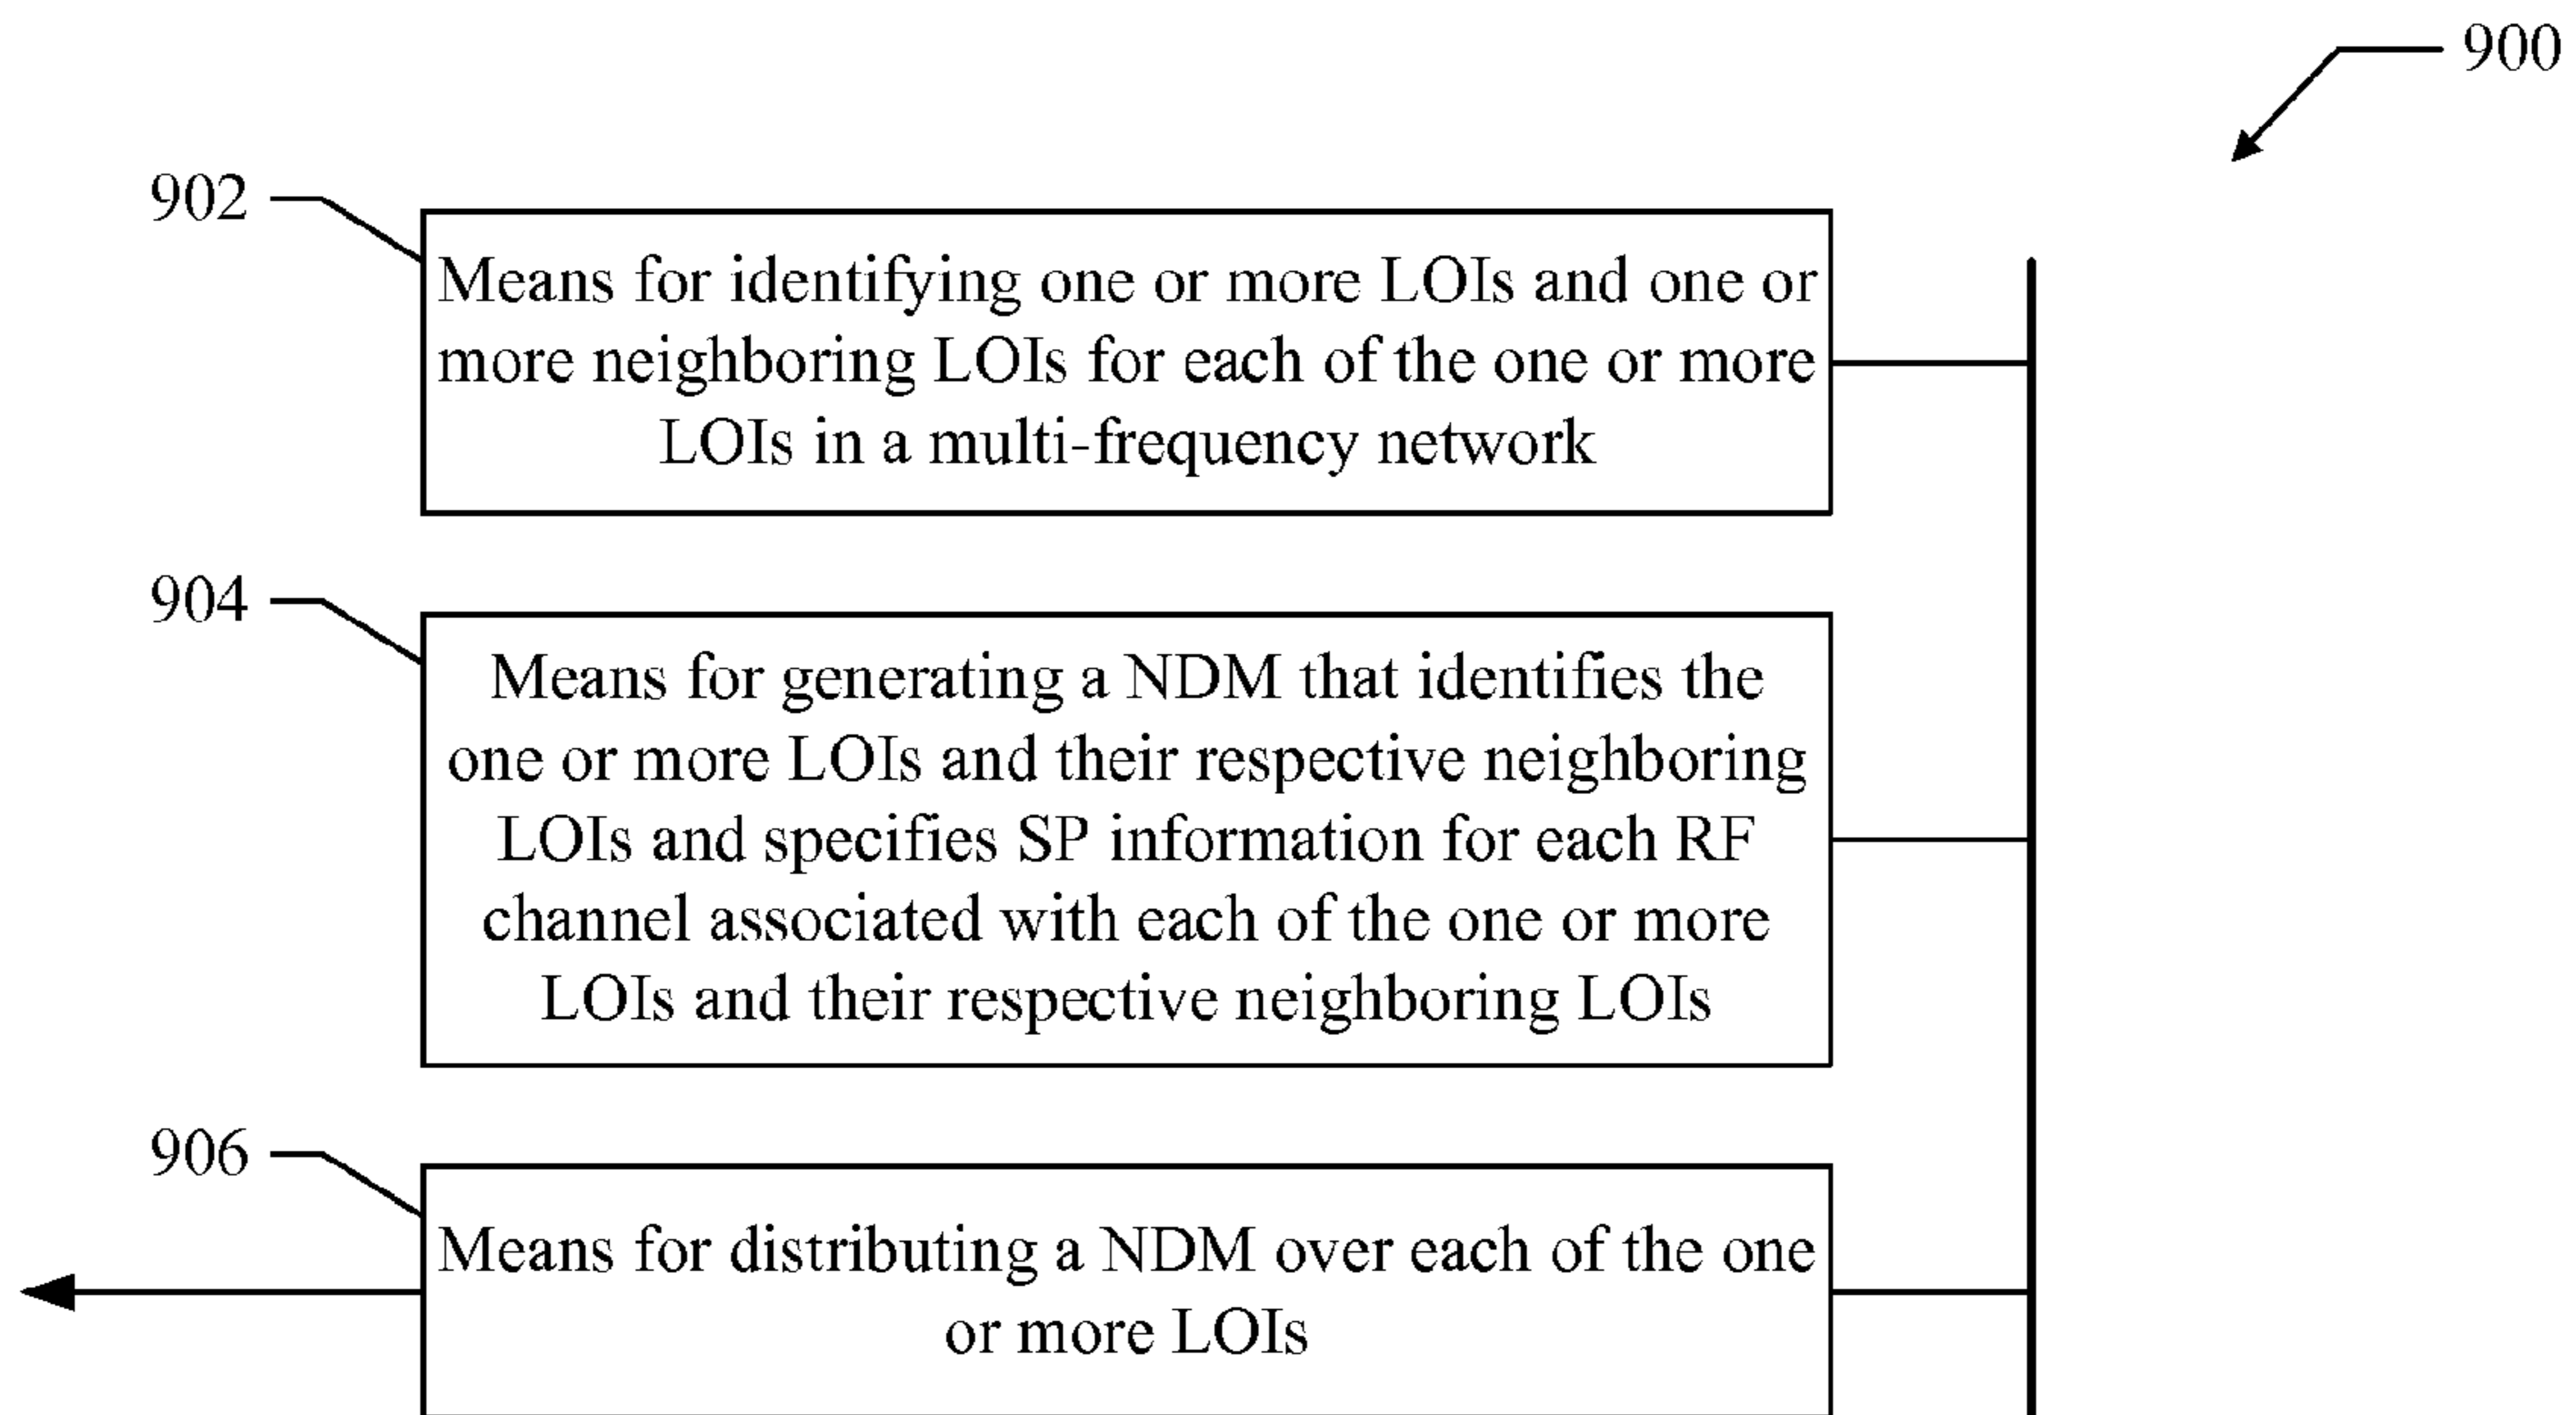 900
902
Means for identifying one or more LOIs and one or
more neighboring LOIs for each of the one or more
LOIs in a multi-frequency network
904
Means for generating a NDM that identifies the
one or more LOIs and their respective neighboring
LOIs and specifies SP information for each RF
channel associated with each of the one or more
LOIs and their respective neighboring LOIs
906
Means for distributing a NDM over each of the one
or more LOIs